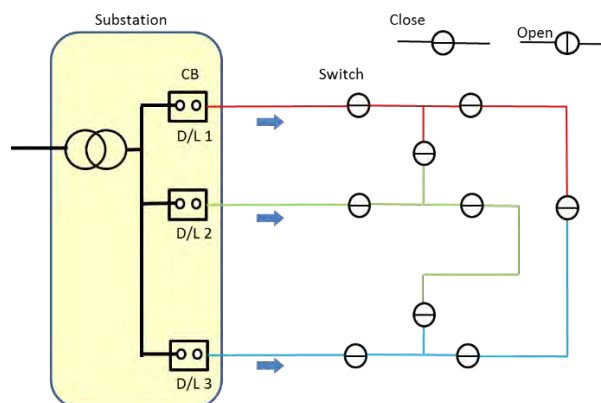 Substation
Close
Open
CB
Switch
D/L 1
D/L 2
D/L 3